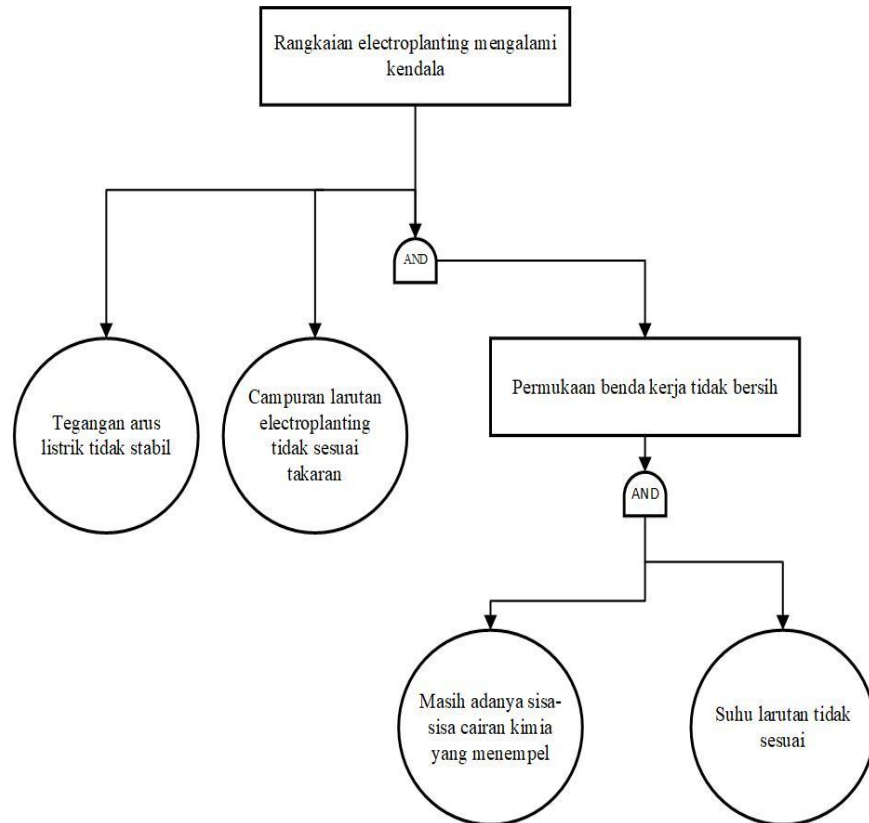 Rangkaian electroplanting mengalami
kendala
AND
Permukaan benda kerja tidak bersih
Tegangan arus
listrik tidak stabil
Campuran larutan
electroplanting
tidak sesuai
takaran
AND
Masih adanya sisa-
sisa cairan kimia
yang menempel
Suhu larutan tidak
sesuai